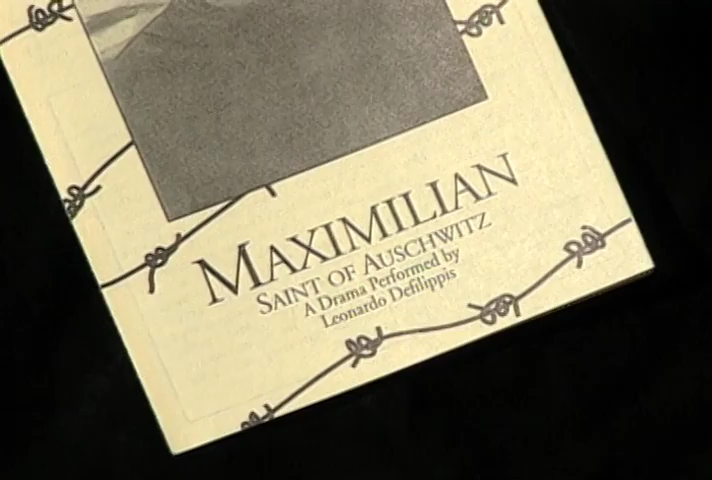 MAXIMILIAN
SAINT OF AUSCHWITZ
A Drama Performed by
Leonardo Defilippis